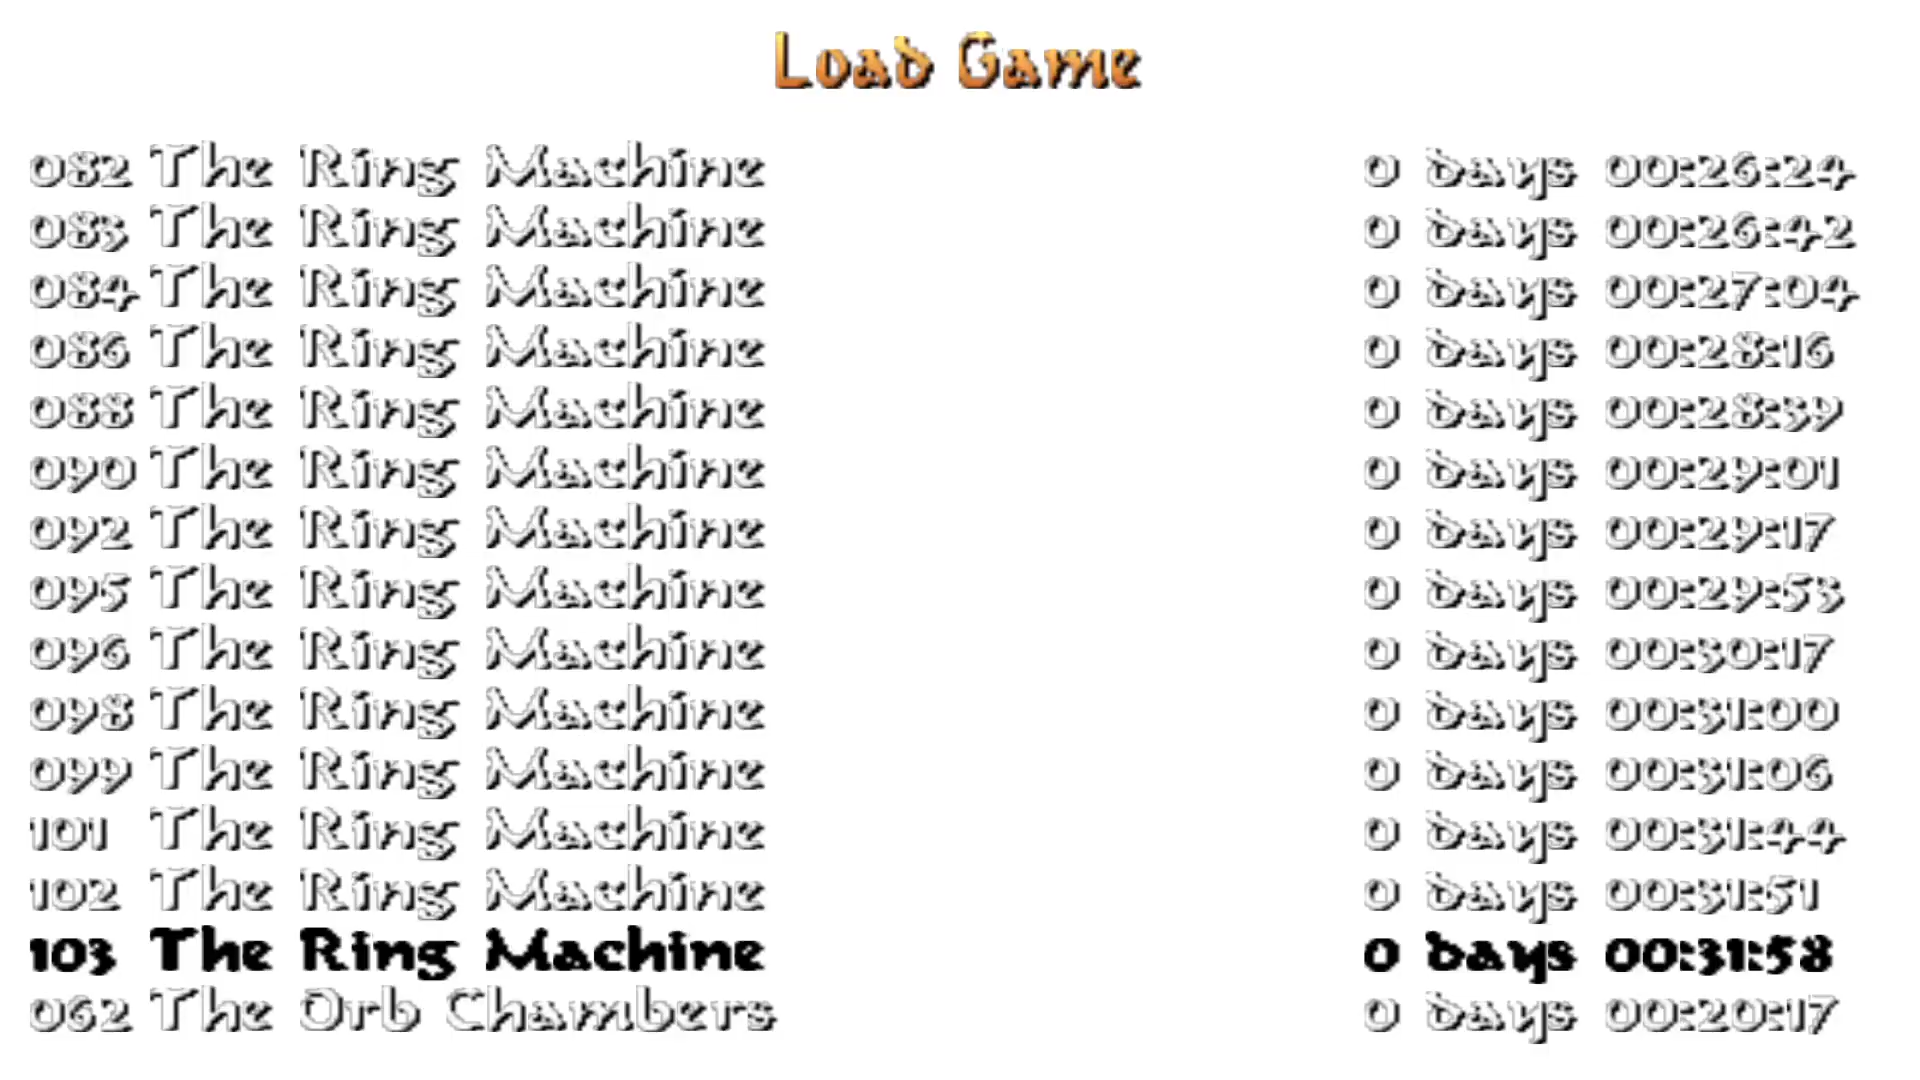 Load Game
082 The Ring Machine 0 days 00:26:24
083 The Ring Machine 0 days 00:26:42
084 The Ring Machine 0 days 00:27:04
086 The Ring Machine 0 days 00:28:16
088 The Ring Machine 0 days 00:28:39
090 The Ring Machine 0 days 00:29:01
092 The Ring Machine 0 days 00:29:17
095 The Ring Machine 0 days 00:29:53
096 The Ring Machine 0 days 00:30:17
098 The Ring Machine 0 days 00:31:00
099 The Ring Machine 0 days 00:31:06
101 The Ring Machine 0 days 00:31:44
102 The Ring Machine 0 days 00:31:51
103 The Ring Machine 0 days 00:31:58
062 The Orb Chambers 0 days 00:20:17